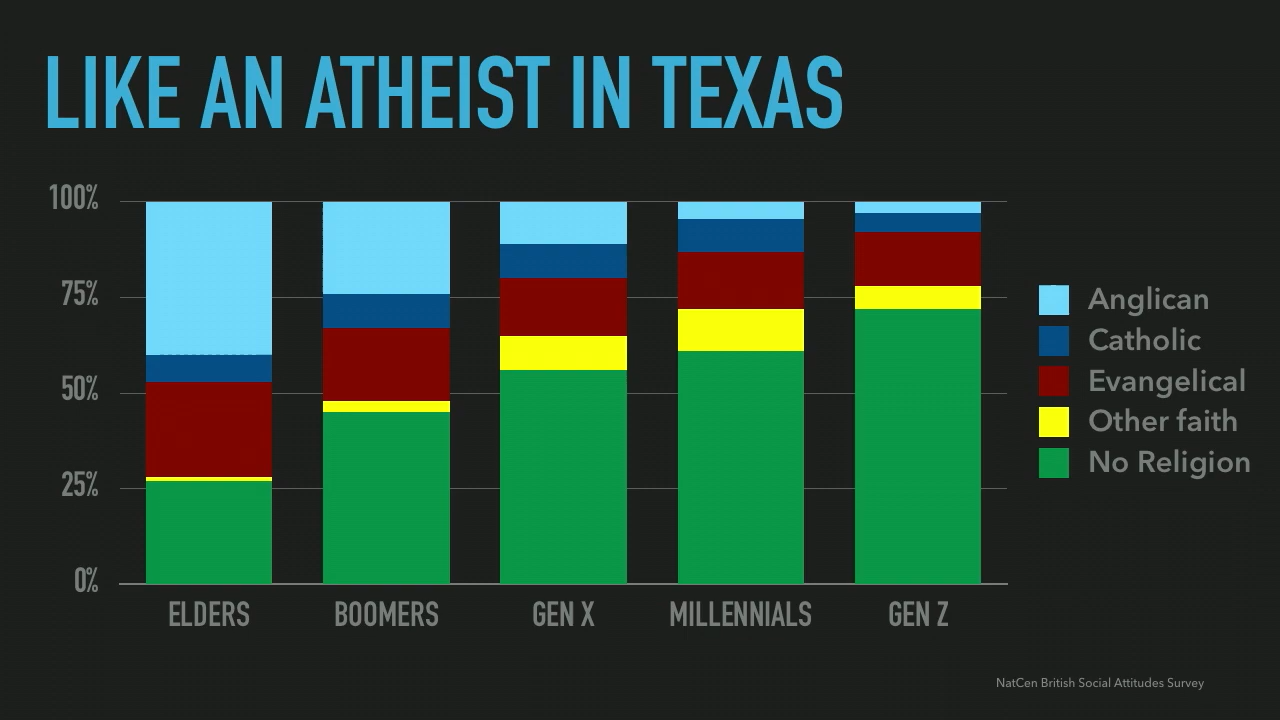 LIKE AN ATHEIST IN TEXAS
100%
75%
50%
25%
0%
ELDERS
BOOMERS
GEN X
MILLENNIALS
GEN Z
Anglican
Catholic
Evangelical
Other faith
No Religion
NatCen British Social Attitudes Survey